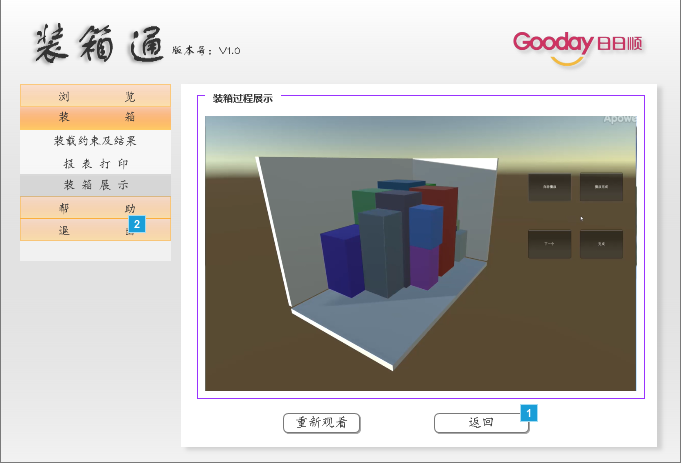 装箱通 版本号：V1.0
Gooday 日日顺
浏 览
装 箱
装载约束及结果
报 表 打 印
装 箱 展 示
帮 助
2
退
装箱过程展示
Apowe
重新观看
返回
1